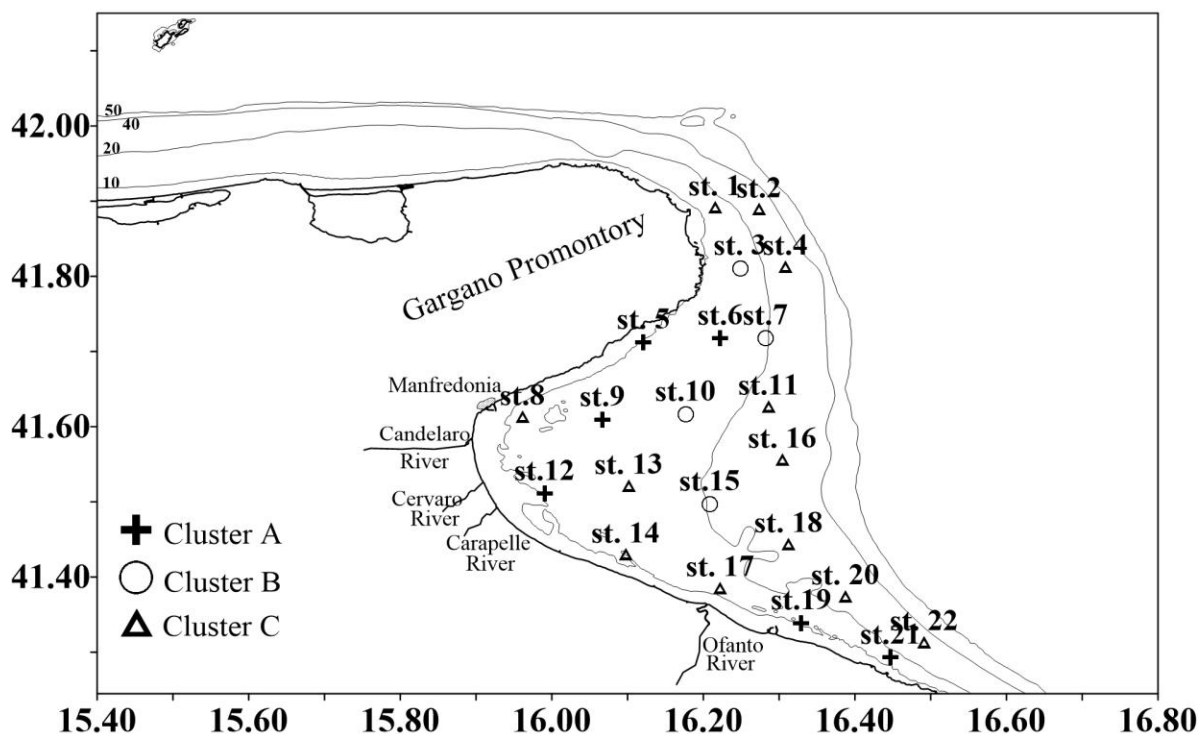 42.00
41.80
41.60
41.40
50
40
20
10
st. 1
st.2
st. 3
st.4
Gargano Promontory
st. 5
st.6
st.7
Manfredonia
st.8
st.9
st.10
st.11
Candelaro
River
st.12
st. 13
st. 16
Cervaro
River
st.15
Carapelle
River
st. 14
st. 18
st. 17
st. 20
st.19
st. 22
st.21
Ofanto
River
Cluster A
Cluster B
Cluster C
15.40 15.60 15.80 16.00 16.20 16.40 16.60 16.80